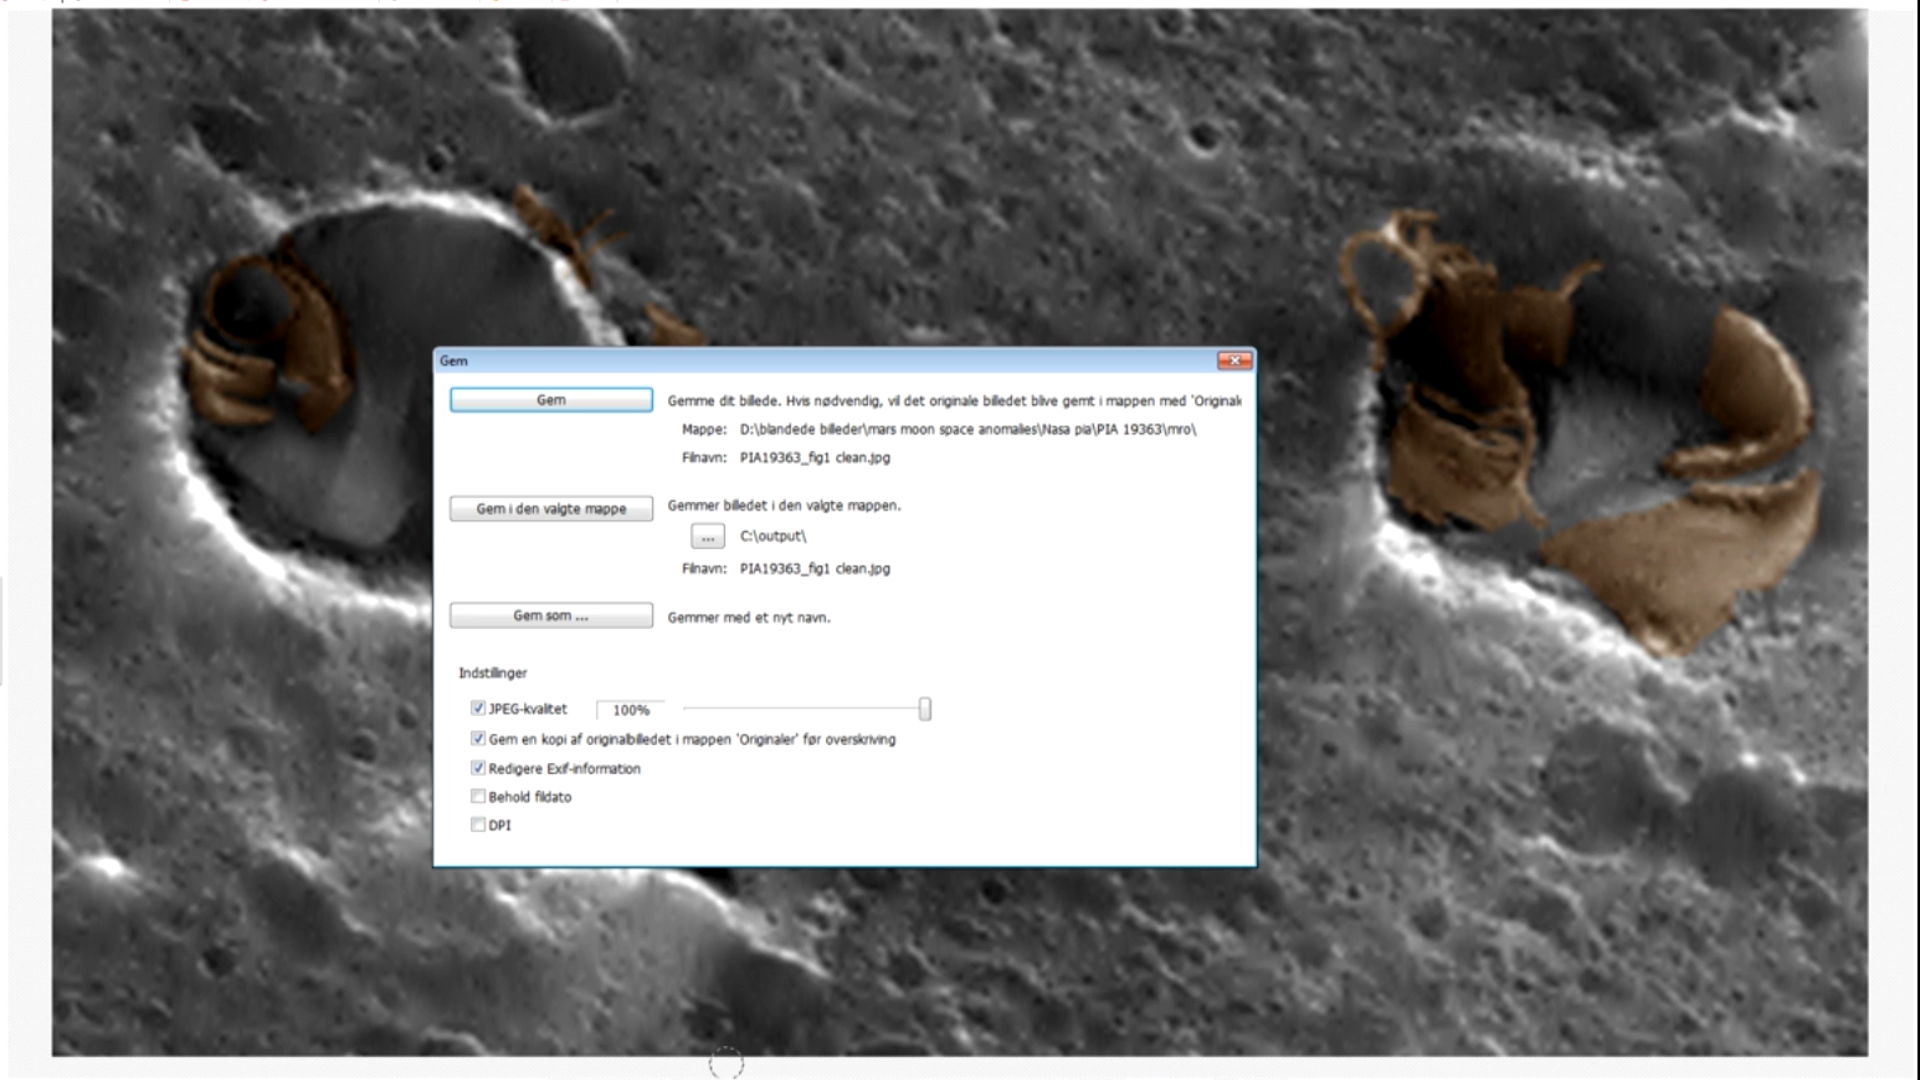 Gem
Gem
Gemme dit billede. Hvis nødvendig, vil det originale billedet blive gemt i mappen med 'Originak
Mappe: D:\blandede billeder\mars moon space anomalies\Nasa pia\PIA 19363\mro\
Filnavn: PIA19363_fig1 clean.jpg
Gem i den valgte mappe
Gemmer billedet i den valgte mappen.
... C:\output\
Filnavn: PIA19363_fig1 clean.jpg
Gem som ...
Gemmer med et nyt navn.
Indstillinger
JPEG-kvalitet 100%
Gem en kopi af originalbilledet i mappen 'Originaler' før overskriving
Redigere Exif-information
Behold fildato
DPI